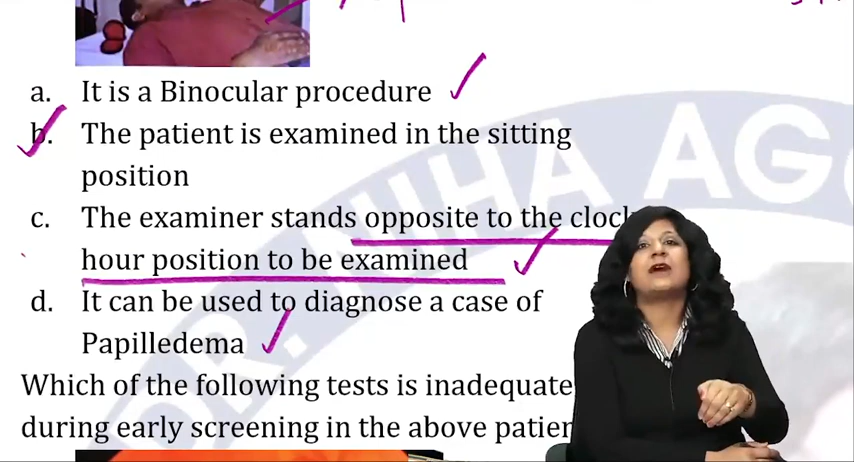 a. It is a Binocular procedure
b. The patient is examined in the sitting
position
c. The examiner stands opposite to the
hour position to be examined
d. It can be used to diagnose a case of
Papilledema
Which of the following tests is inadequate
during early screening in the above
DR. NIHA